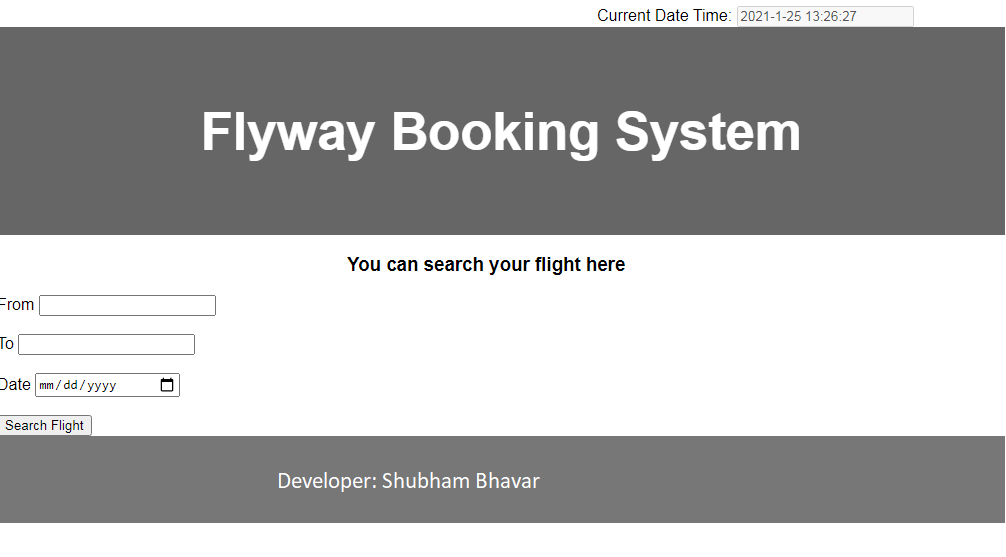 Current Date Time: 2021-1-25 13:26:27
Flyway Booking System
You can search your flight here
From
To
Date mm/dd/yyyy
Search Flight
Developer: Shubham Bhavar